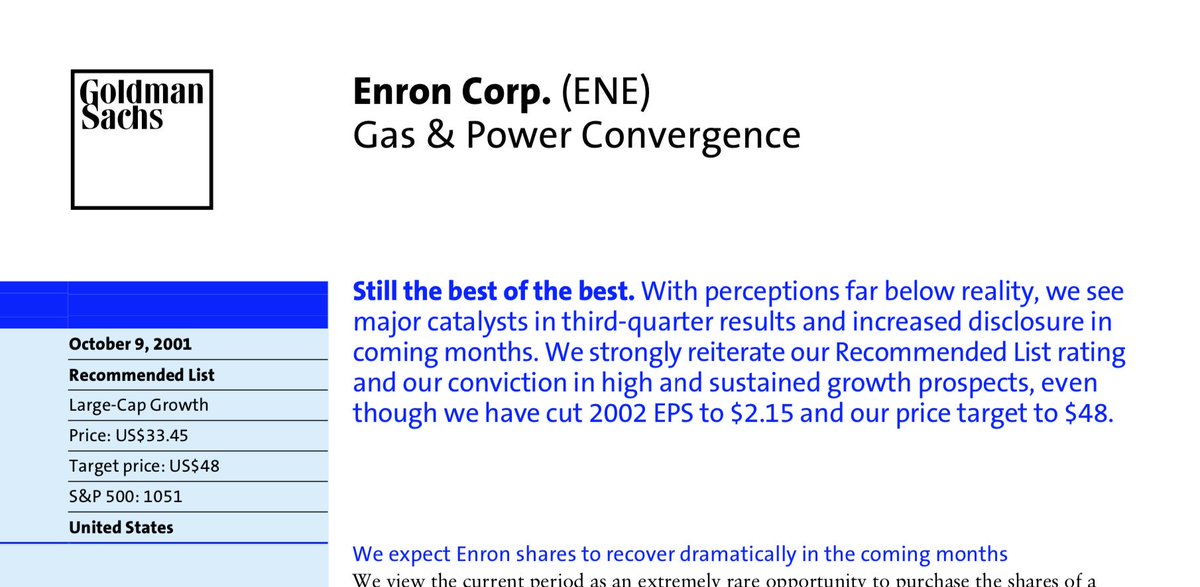 Goldman
Sachs
Enron Corp. (ENE)
Gas & Power Convergence
October 9, 2001
Recommended List
Large-Cap Growth
Price: US$33.45
Target price: US$48
S&P 500: 1051
United States
Still the best of the best. With perceptions far below reality, we see
major catalysts in third-quarter results and increased disclosure in
coming months. We strongly reiterate our Recommended List rating
and our conviction in high and sustained growth prospects, even
though we have cut 2002 EPS to $2.15 and our price target to $48.
We expect Enron shares to recover dramatically in the coming months
We view the current period as an extremely rare opportunity to purchase the shares of a